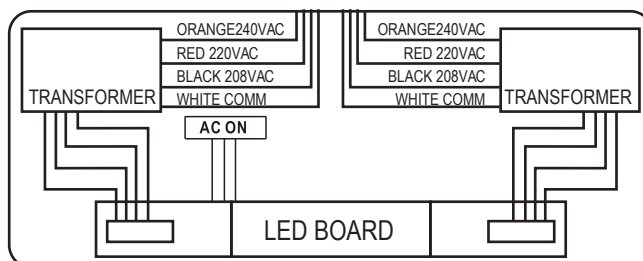 ORANGE240VAC
RED 220VAC
BLACK 208VAC
WHITE COMM
TRANSFORMER
ORANGE240VAC
RED 220VAC
BLACK 208VAC
WHITE COMM
TRANSFORMER
AC ON
LED BOARD